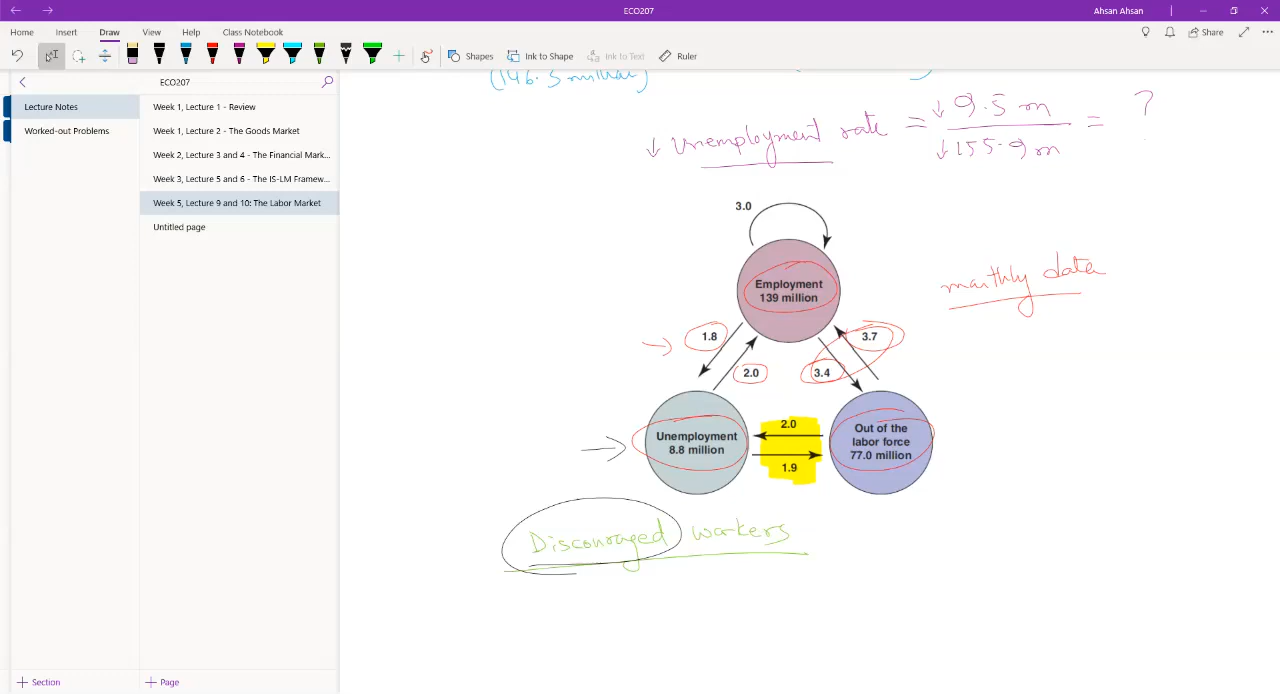 ECO207
Ahsan Ahsan
Home Insert Draw View Help Class Notebook
Share
Shapes Ink to Shape Ink to Text Ruler
ECO207
Lecture Notes
Worked-out Problems
Week 1, Lecture 1 - Review
Week 1, Lecture 2 - The Goods Market
Week 2, Lecture 3 and 4 - The Financial Mark...
Week 3, Lecture 5 and 6 - The IS-LM Framew...
Week 5, Lecture 9 and 10: The Labor Market
Untitled page
Section
Page
↓ Unemployment rate = ↓ 9.5 m / ↓ 155.9 m = ?
3.0
Employment
139 million
monthly data
1.8
3.7
2.0
3.4
Unemployment
8.8 million
2.0
1.9
Out of the
labor force
77.0 million
Discouraged workers